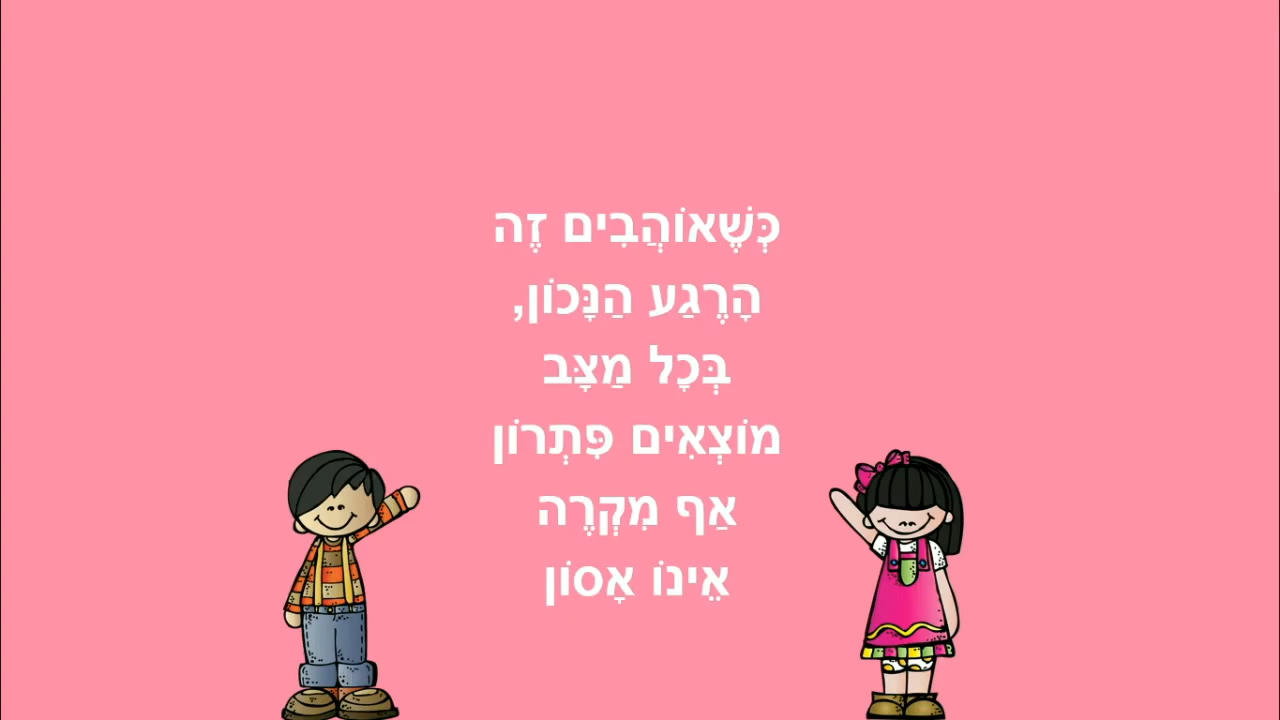 כְּשֶׁאוֹהֲבִים זֶה
הָרֶגַע הַנָּכוֹן,
בְּכָל מַצָּב
מוֹצְאִים פִּתְרוֹן
אַף מִקְרֶה
אֵינוֹ אָסוֹן